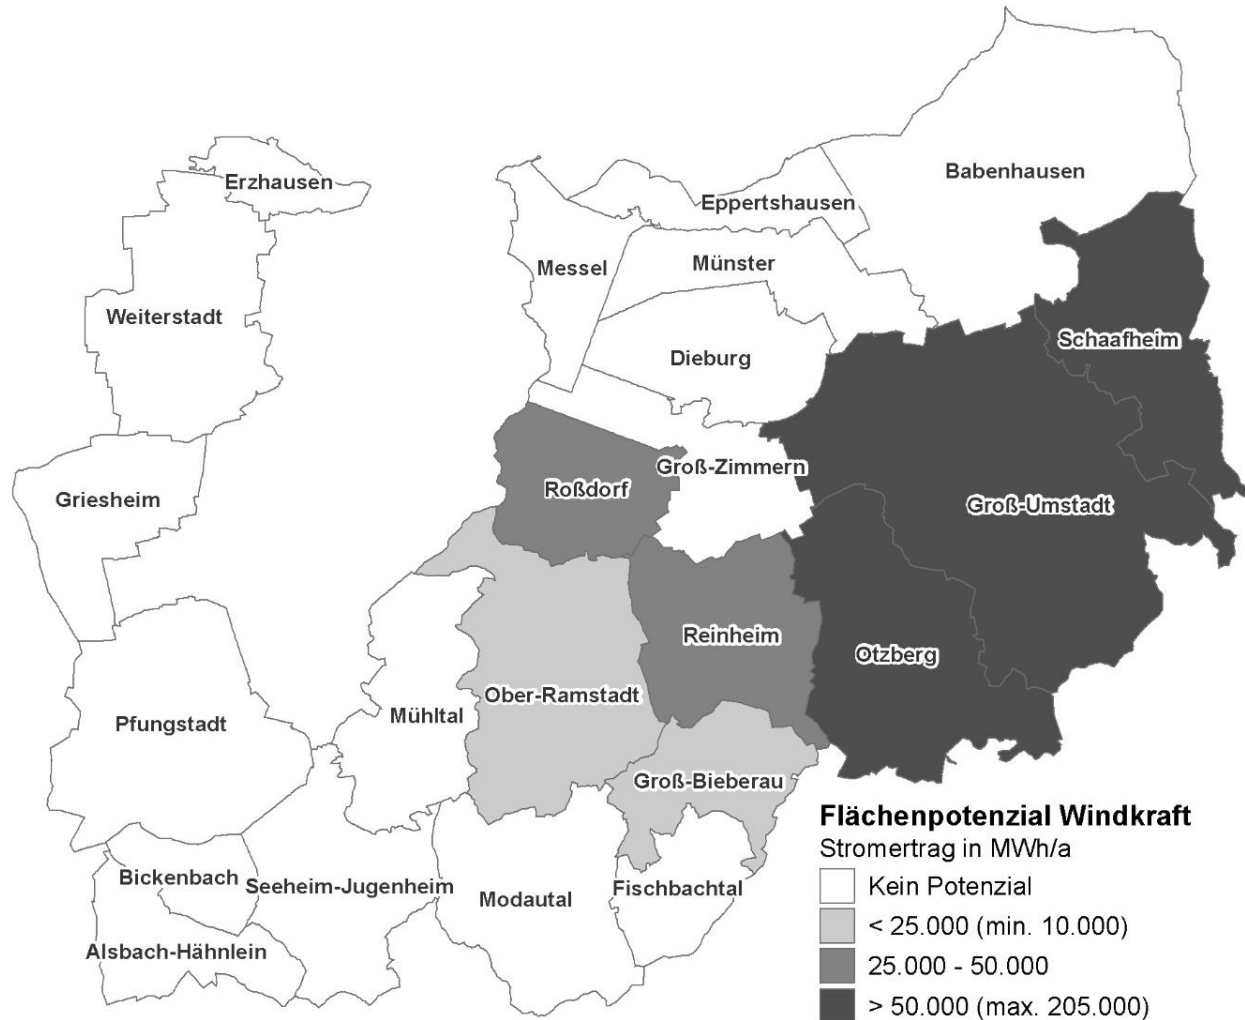 Babenhausen
Erzhausen
Eppertshausen
Messel
Münster
Weiterstadt
Schaafheim
Dieburg
Groß-Zimmern
Roßdorf
Griesheim
Groß-Umstadt
Reinheim
Otzberg
Ober-Ramstadt
Mühltal
Pfungstadt
Groß-Bieberau
Bickenbach
Seeheim-Jugenheim
Fischbachtal
Modautal
Alsbach-Hähnlein
Flächenpotenzial Windkraft
Stromertrag in MWh/a
Kein Potenzial
< 25.000 (min. 10.000)
25.000 - 50.000
> 50.000 (max. 205.000)